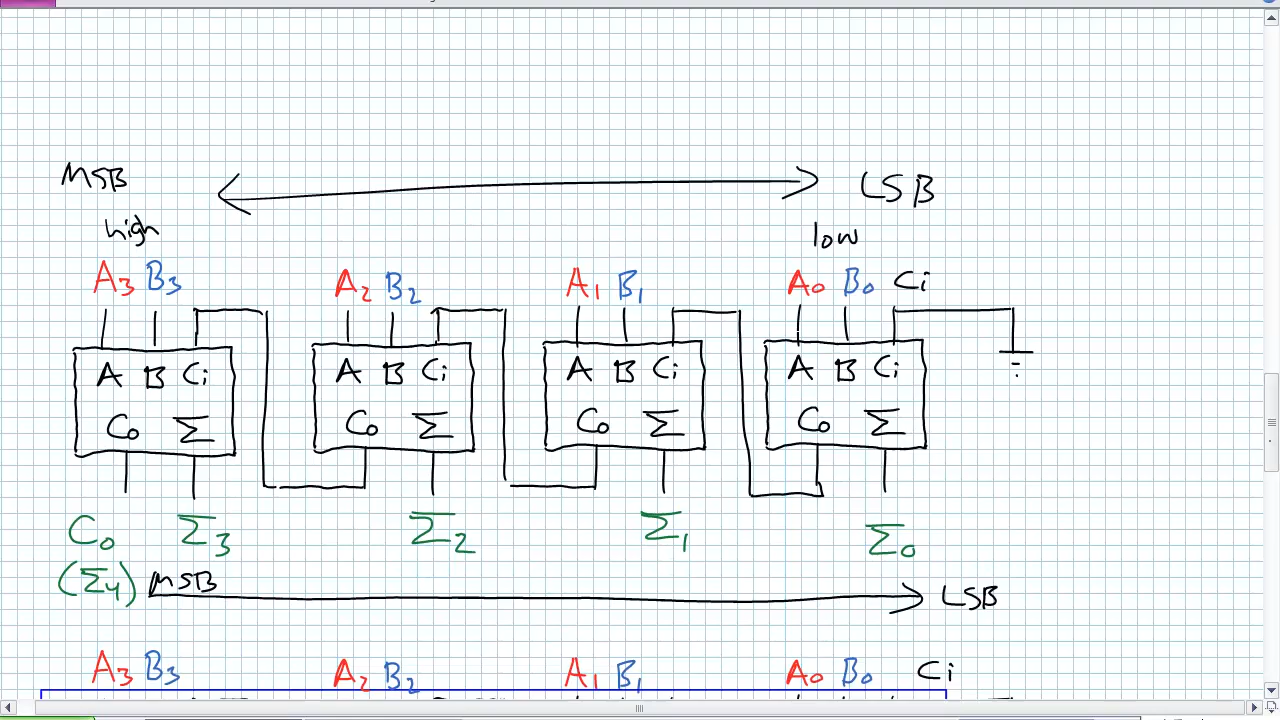 MSB LSB
high low
A3 B3 A2 B2 A1 B1 A0 B0 Ci
A B Ci A B Ci A B Ci A B Ci
Co Σ Co Σ Co Σ Co Σ
Co Σ3 Σ2 Σ1 Σ0
(Σ4) MSB LSB
A3 B3 A2 B2 A1 B1 A0 B0 Ci